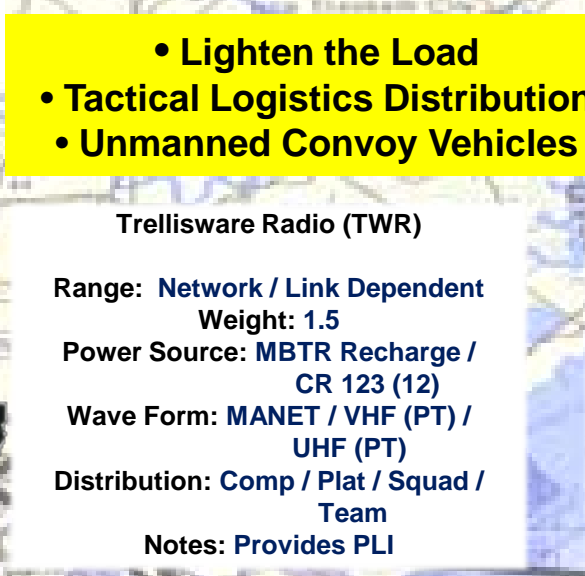 • Lighten the Load
• Tactical Logistics Distribution
• Unmanned Convoy Vehicles
Trellisware Radio (TWR)
Range: Network / Link Dependent
Weight: 1.5
Power Source: MBTR Recharge /
CR 123 (12)
Wave Form: MANET / VHF (PT) /
UHF (PT)
Distribution: Comp / Plat / Squad /
Team
Notes: Provides PLI